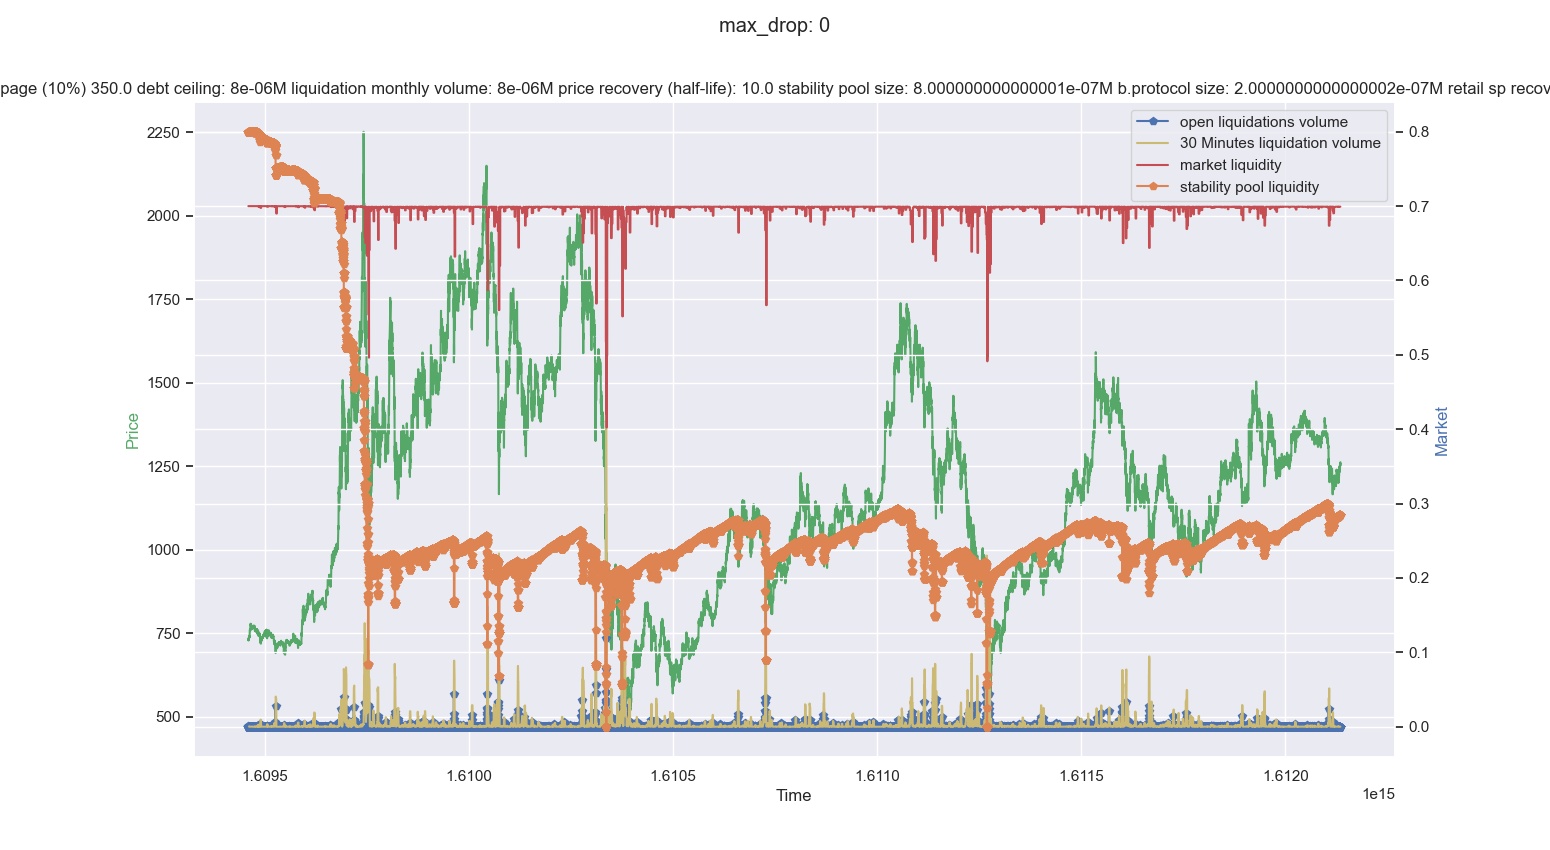 max_drop: 0
page (10%) 350.0 debt ceiling: 8e-06M liquidation monthly volume: 8e-06M price recovery (half-life): 10.0 stability pool size: 8.000000000000001e-07M b.protocol size: 2.0000000000000002e-07M retail sp recov
open liquidations volume
30 Minutes liquidation volume
market liquidity
stability pool liquidity
2250
2000
1750
1500
1250
1000
750
500
Price
0.8
0.7
0.6
0.5
0.4
0.3
0.2
0.1
0.0
Market
1.6095 1.6100 1.6105 1.6110 1.6115 1.6120
1e15
Time